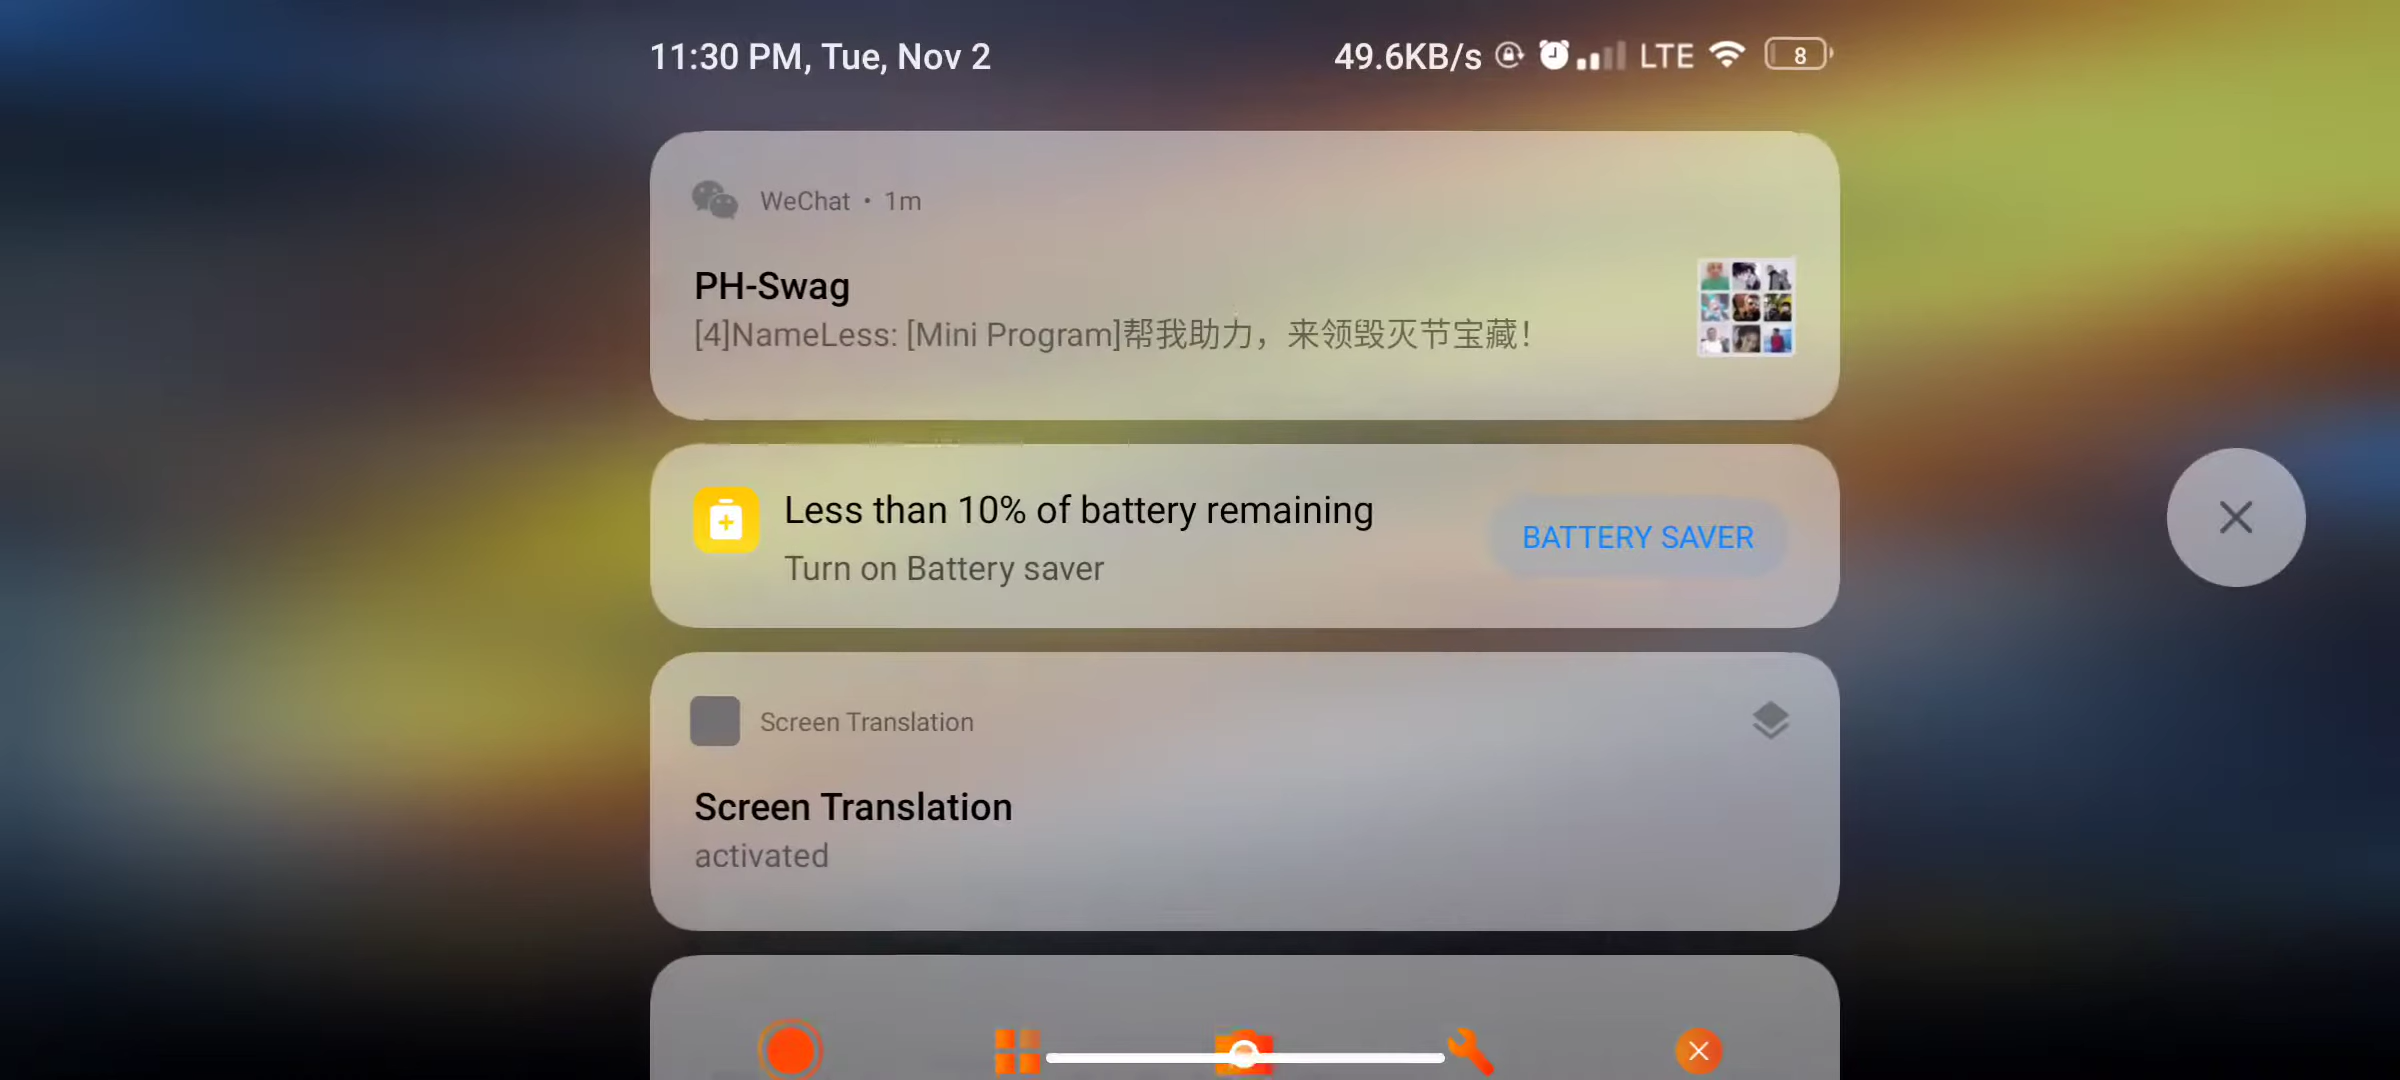 11:30 PM, Tue, Nov 2
49.6KB/s LTE 8
WeChat • 1m
PH-Swag
[4]NameLess: [Mini Program]帮我助力，来领毁灭节宝藏！
Less than 10% of battery remaining
Turn on Battery saver
BATTERY SAVER
Screen Translation
Screen Translation
activated